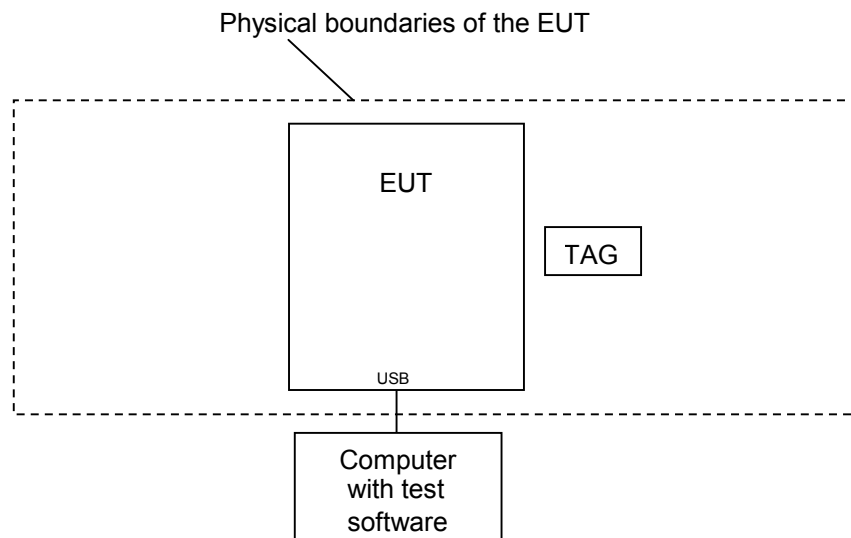 Physical boundaries of the EUT
EUT
TAG
USB
Computer
with test
software